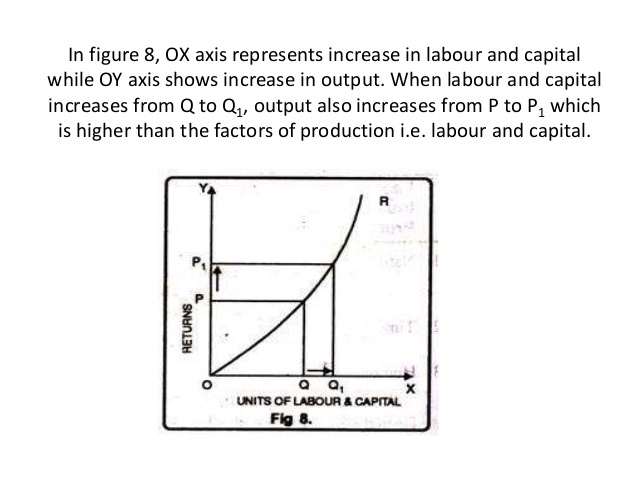 In figure 8, OX axis represents increase in labour and capital
while OY axis shows increase in output. When labour and capital
increases from Q to Q₁, output also increases from P to P₁ which
is higher than the factors of production i.e. labour and capital.
Y
R
P₁
P
RETURNS
O
Q
Q₁
X
UNITS OF LABOUR & CAPITAL
Fig 8.